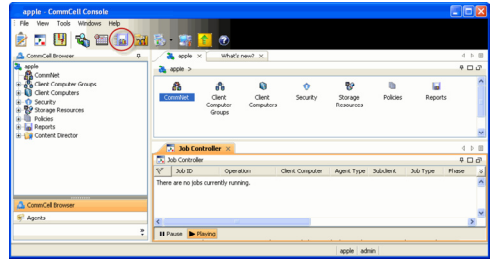 apple - CommCell Console
File View Tools Windows Help
CommCell Browser
apple
CommNet
Client Computer Groups
Client Computers
Security
Storage Resources
Policies
Reports
Content Director
CommCell Browser
Agents
apple
What's new?
apple >
CommNet
Client Computer Groups
Client Computers
Security
Storage Resources
Policies
Reports
Job Controller
Job Controller
Job ID Operation Client Computer Agent Type Subclient Job Type Phase
There are no jobs currently running.
Pause Playing
apple admin